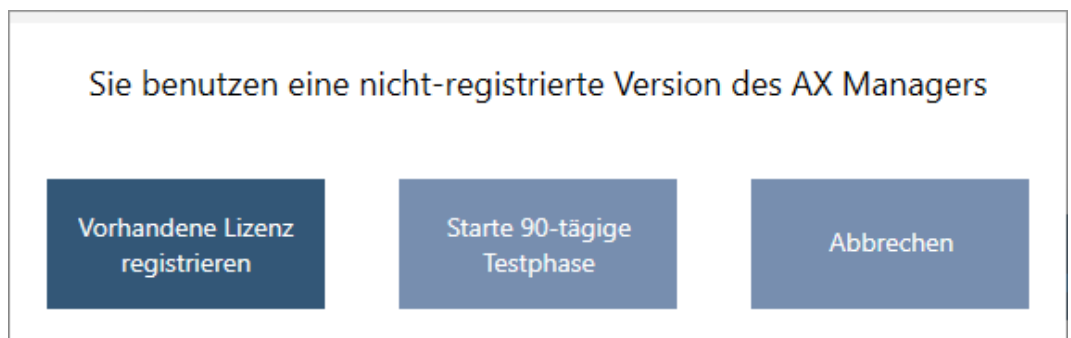 Sie benutzen eine nicht-registrierte Version des AX Managers
Vorhandene Lizenz
registrieren
Starte 90-tägige
Testphase
Abbrechen